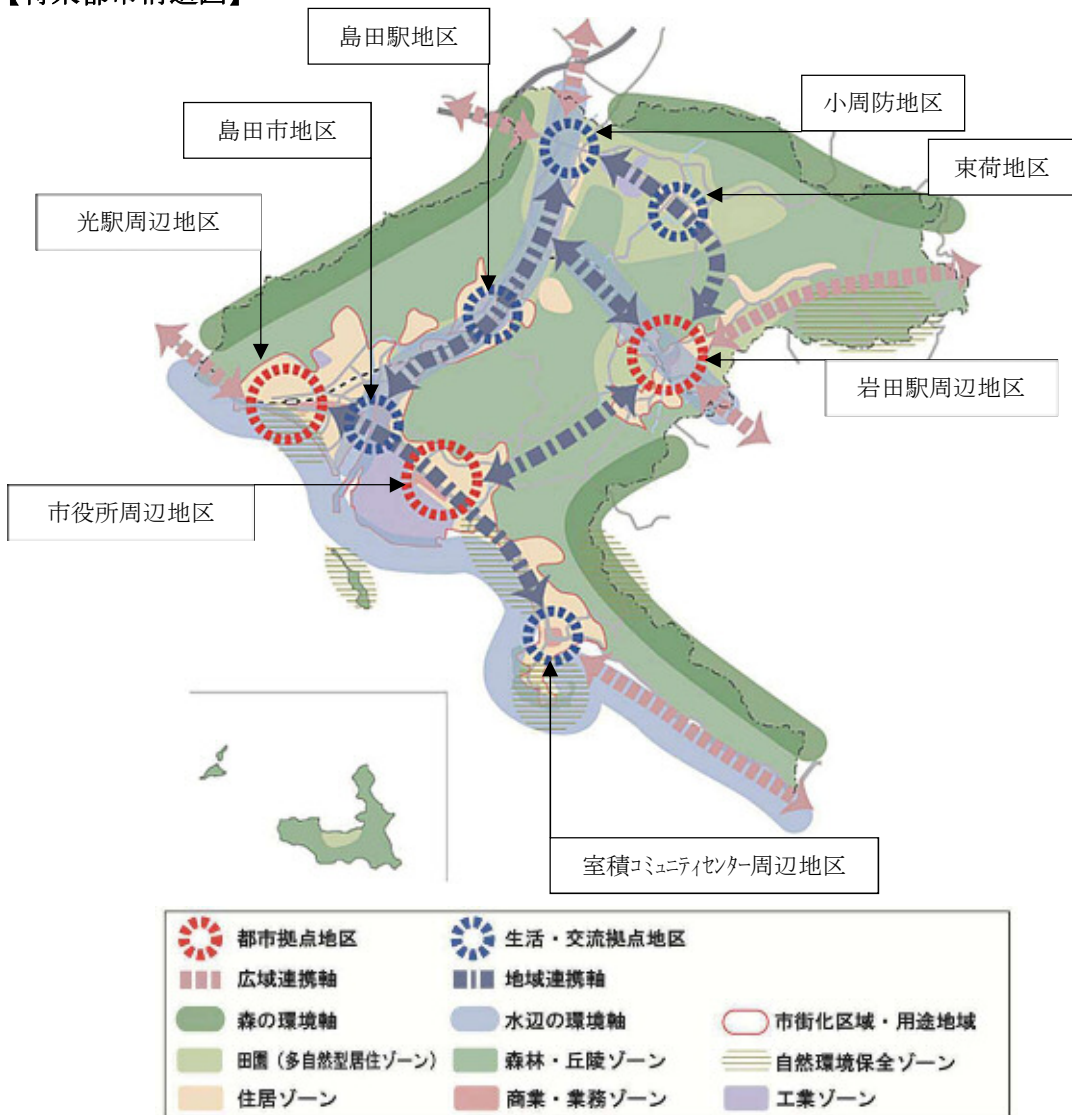 【将来都市構造図】
島田駅地区
小周防地区
島田市地区
束荷地区
光駅周辺地区
岩田駅周辺地区
市役所周辺地区
室積コミュニティセンター周辺地区
都市拠点地区
生活・交流拠点地区
広域連携軸
地域連携軸
森の環境軸
水辺の環境軸
市街化区域・用途地域
田園（多自然型居住ゾーン）
森林・丘陵ゾーン
自然環境保全ゾーン
住居ゾーン
商業・業務ゾーン
工業ゾーン